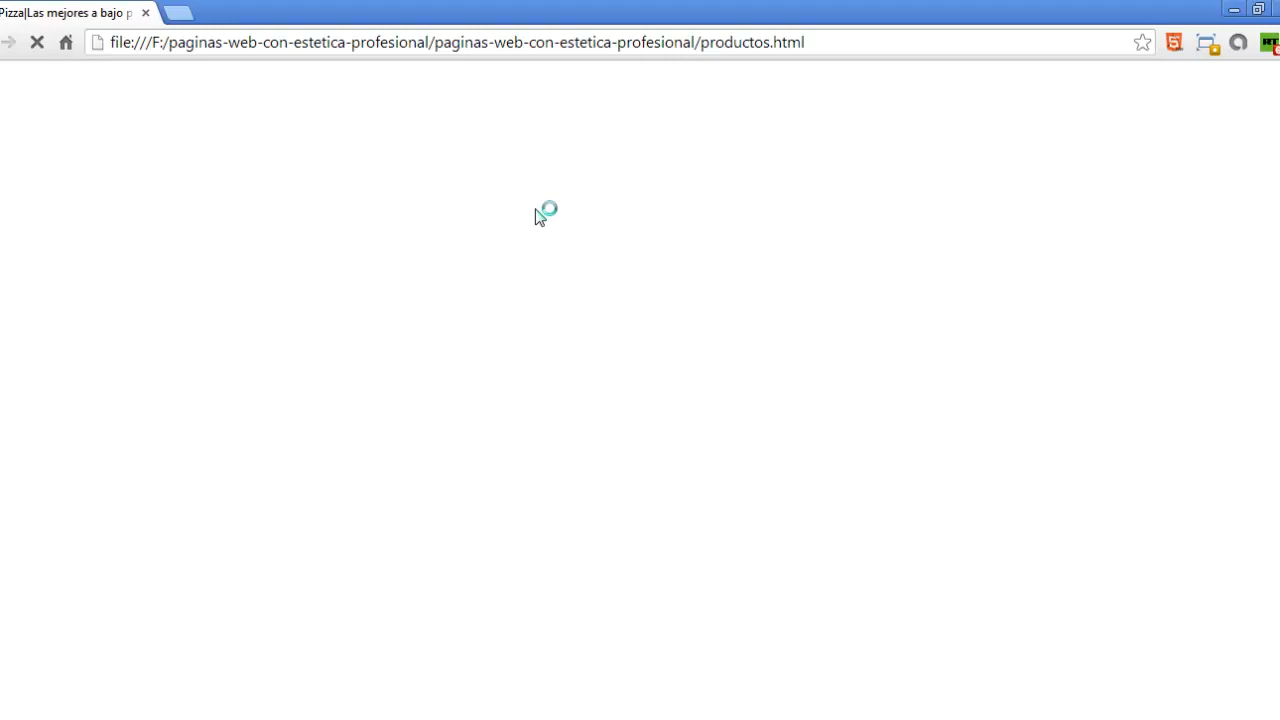 Pizza|Las mejores a bajo p
file:///F:/paginas-web-con-estetica-profesional/paginas-web-con-estetica-profesional/productos.html